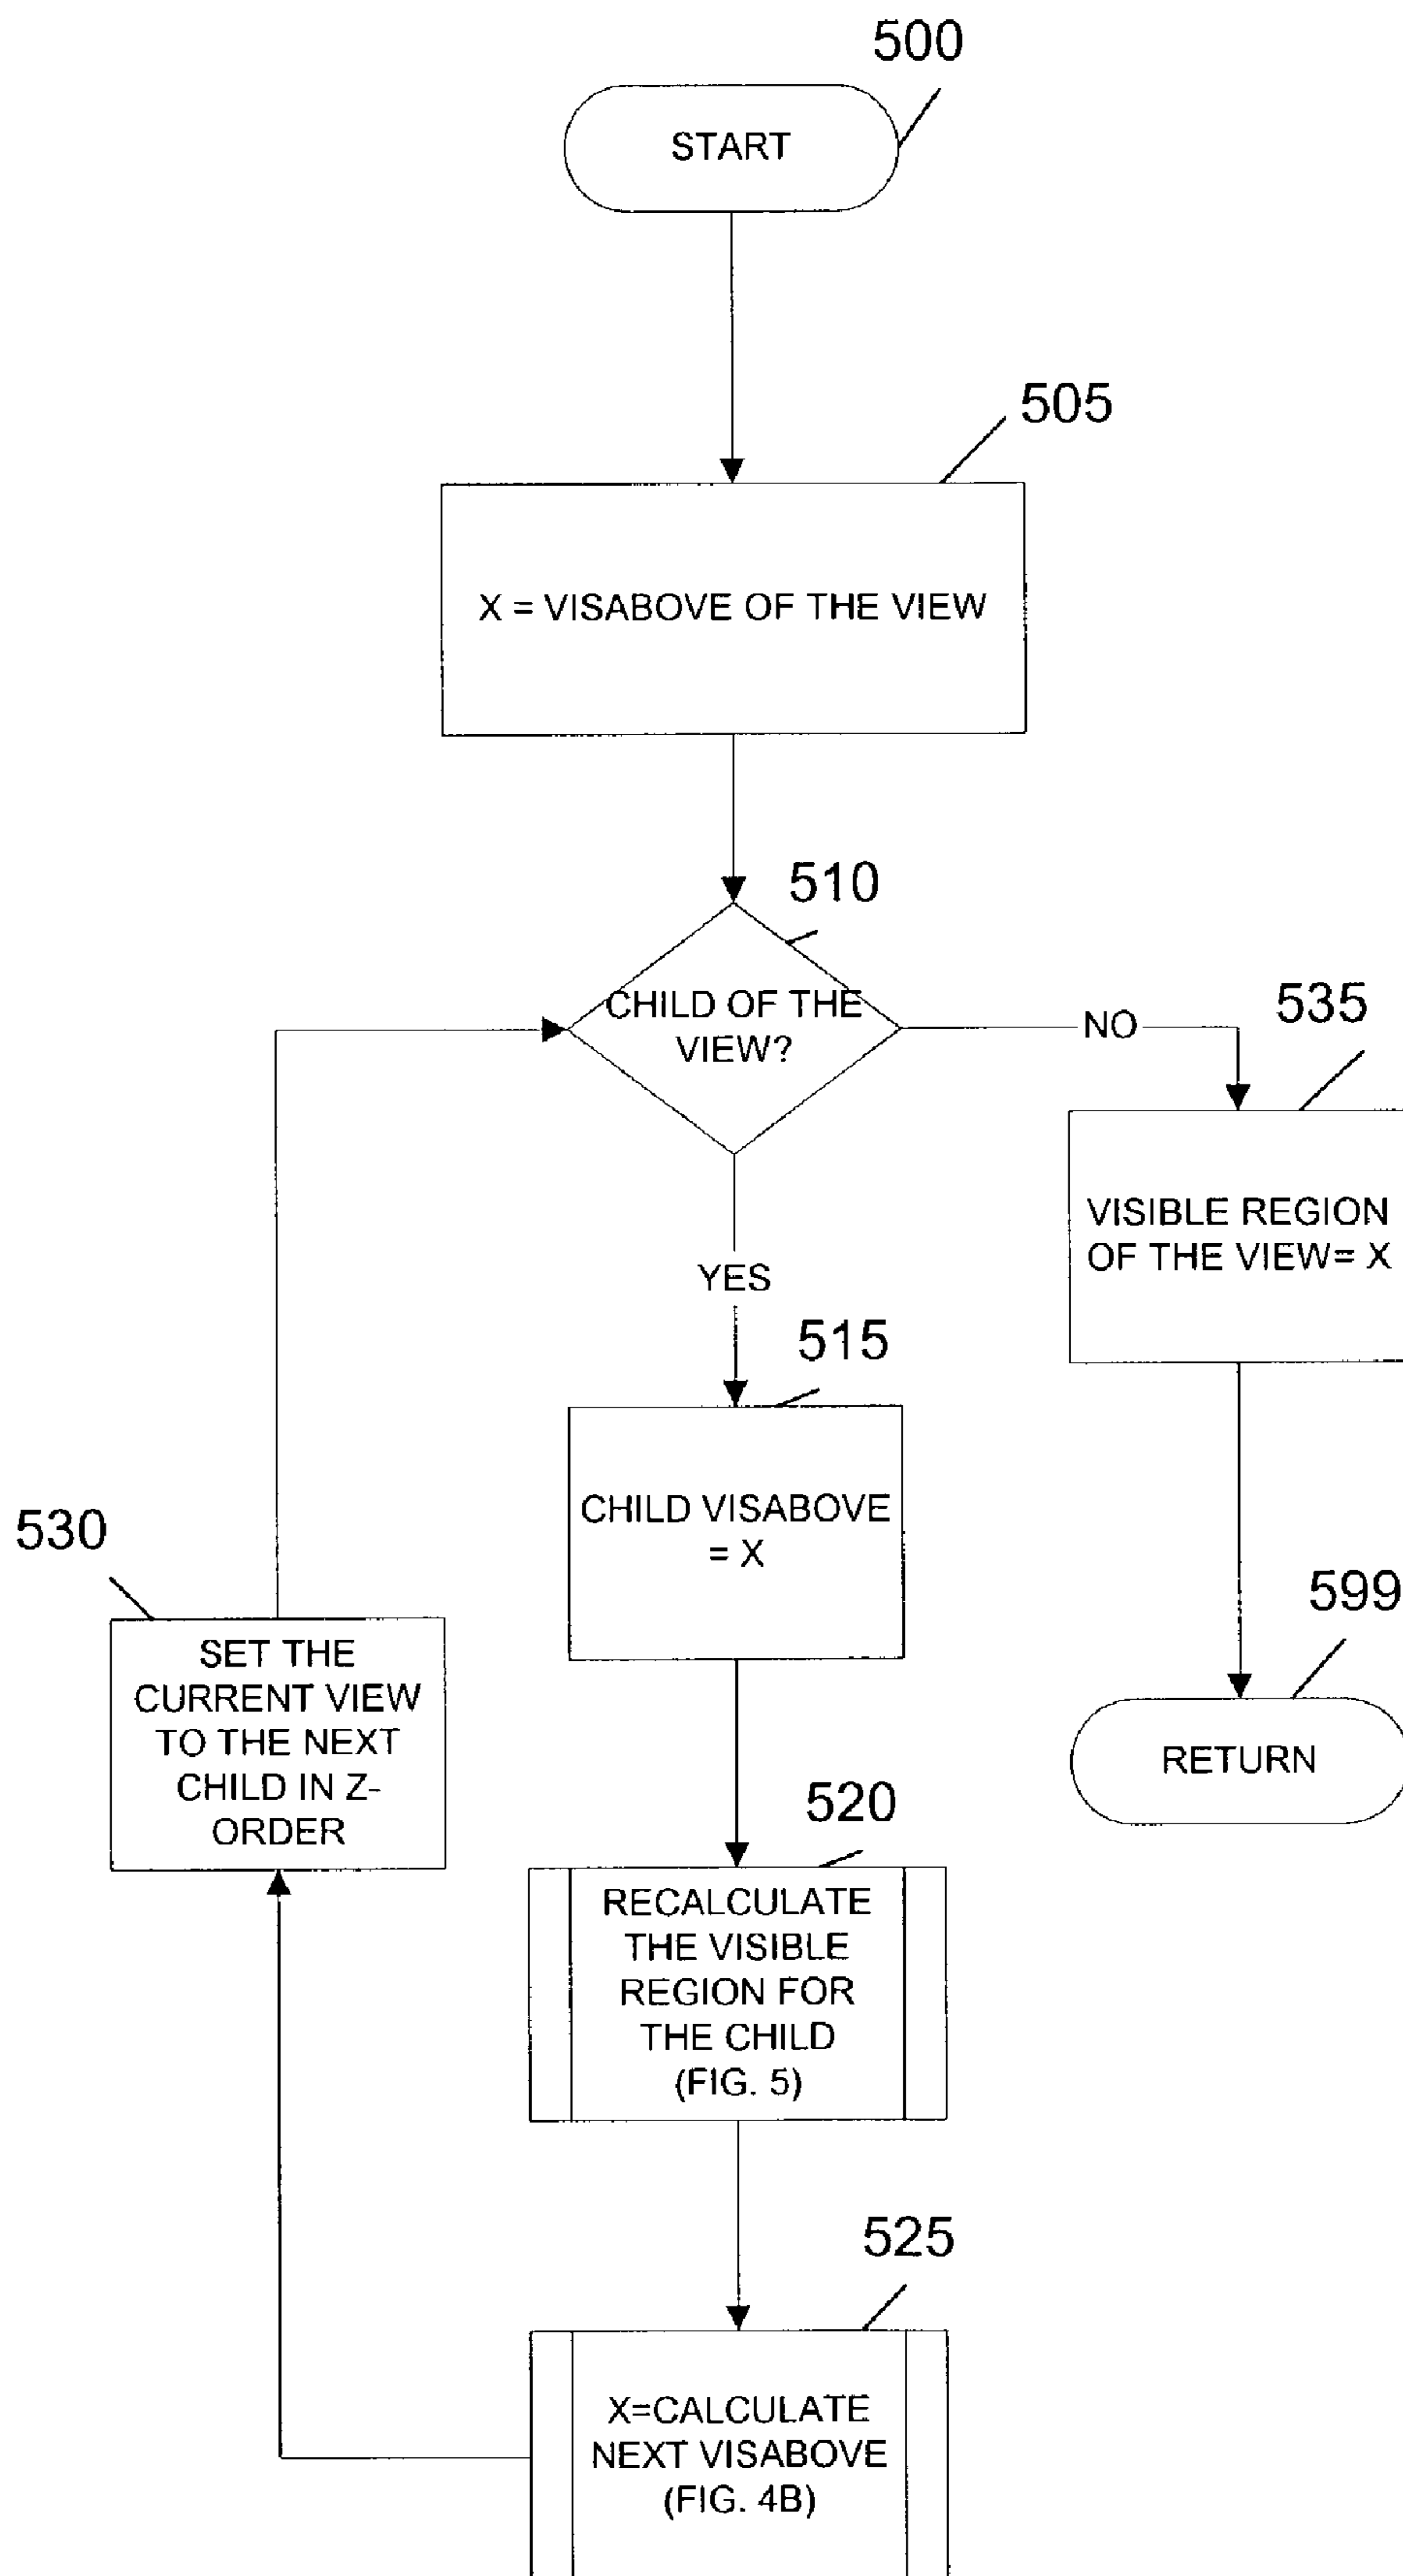 500
START
505
X = VISABOVE OF THE VIEW
510
CHILD OF THE
VIEW?
NO
535
VISIBLE REGION
OF THE VIEW= X
YES
515
CHILD VISABOVE
= X
530
SET THE
CURRENT VIEW
TO THE NEXT
CHILD IN Z-
ORDER
599
RETURN
520
RECALCULATE
THE VISIBLE
REGION FOR
THE CHILD
(FIG. 5)
525
X=CALCULATE
NEXT VISABOVE
(FIG. 4B)